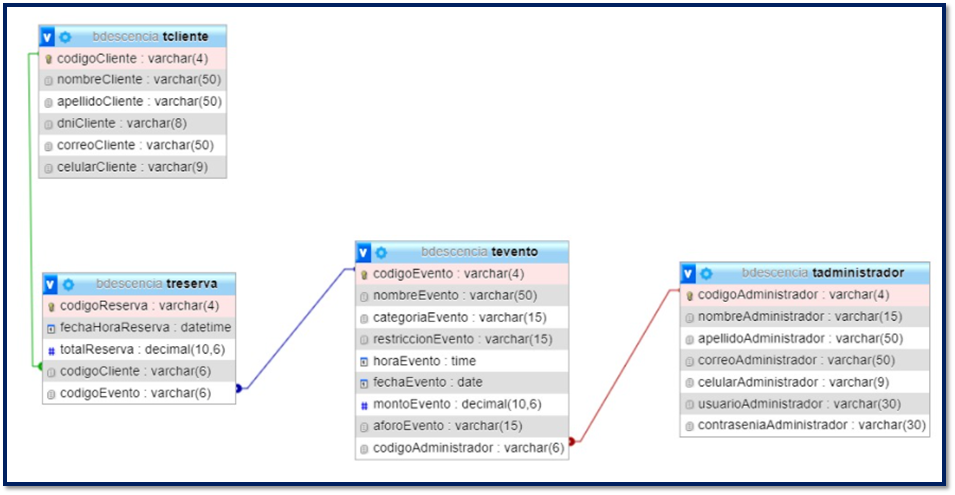 bdescencia tcliente
codigoCliente : varchar(4)
nombreCliente : varchar(50)
apellidoCliente : varchar(50)
dniCliente : varchar(8)
correoCliente : varchar(50)
celularCliente : varchar(9)
bdescencia treserva
codigoReserva : varchar(4)
fechaHoraReserva : datetime
totalReserva : decimal(10,6)
codigoCliente : varchar(6)
codigoEvento : varchar(6)
bdescencia tevento
codigoEvento : varchar(4)
nombreEvento : varchar(50)
categoriaEvento : varchar(15)
restriccionEvento : varchar(15)
horaEvento : time
fechaEvento : date
montoEvento : decimal(10,6)
aforoEvento : varchar(15)
codigoAdministrador : varchar(6)
bdescencia tadministrador
codigoAdministrador : varchar(4)
nombreAdministrador : varchar(15)
apellidoAdministrador : varchar(50)
correoAdministrador : varchar(50)
celularAdministrador : varchar(9)
usuarioAdministrador : varchar(30)
contraseniaAdministrador : varchar(30)